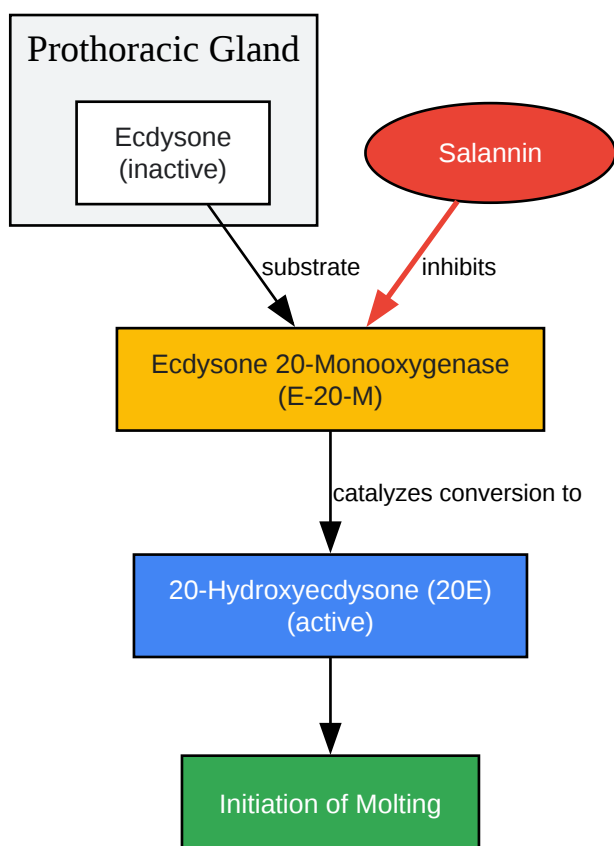 Prothoracic Gland
Ecdysone
(inactive)
Salannin
substrate
inhibits
Ecdysone 20-Monooxygenase
(E-20-M)
catalyzes conversion to
20-Hydroxyecdysone (20E)
(active)
Initiation of Molting